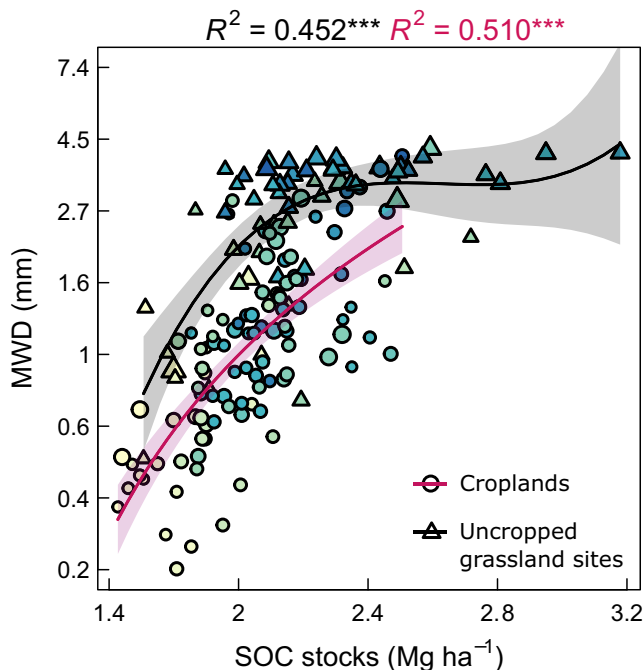 R² = 0.452*** R² = 0.510***
7.4
4.5
2.7
1.6
1
0.6
0.4
0.2
MWD (mm)
Croplands
Uncropped
grassland sites
1.4 2 2.4 2.8 3.2
SOC stocks (Mg ha⁻¹)